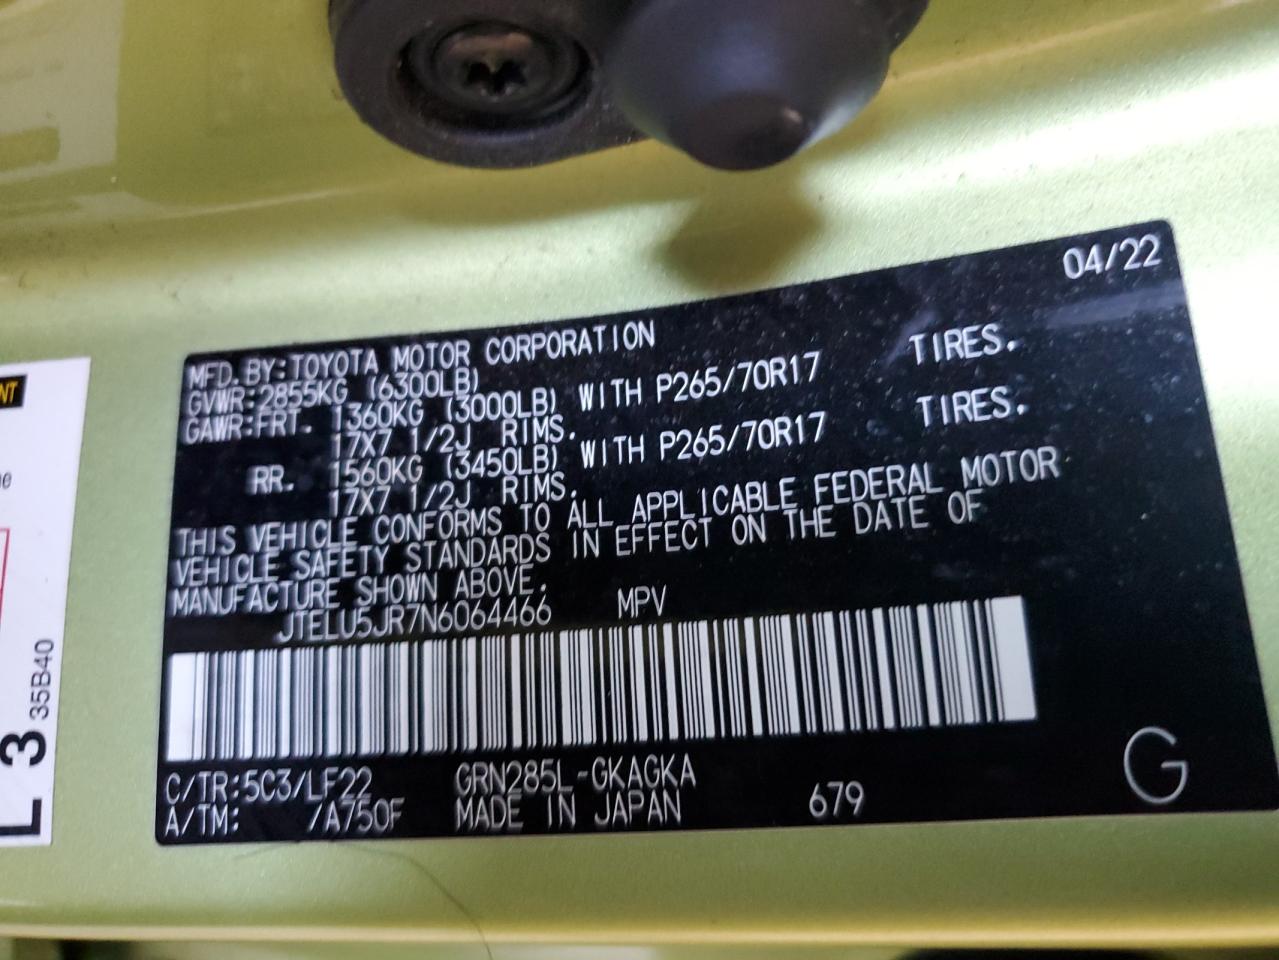 04/22
MFD. BY: TOYOTA MOTOR CORPORATION
GVWR: 2855KG (6300LB)
GAWR: FRT. 1360KG (3000LB) WITH P265/70R17 TIRES.
17X7 1/2J RIMS.
RR. 1560KG (3450LB) WITH P265/70R17 TIRES.
17X7 1/2J RIMS.
THIS VEHICLE CONFORMS TO ALL APPLICABLE FEDERAL MOTOR
VEHICLE SAFETY STANDARDS IN EFFECT ON THE DATE OF
MANUFACTURE SHOWN ABOVE.
JTELU5JR7N6064466 MPV
C/TR: 5C3/LF22 GRN285L-GKAGKA
A/TM: /A750F MADE IN JAPAN 679
G
35B40
L 3